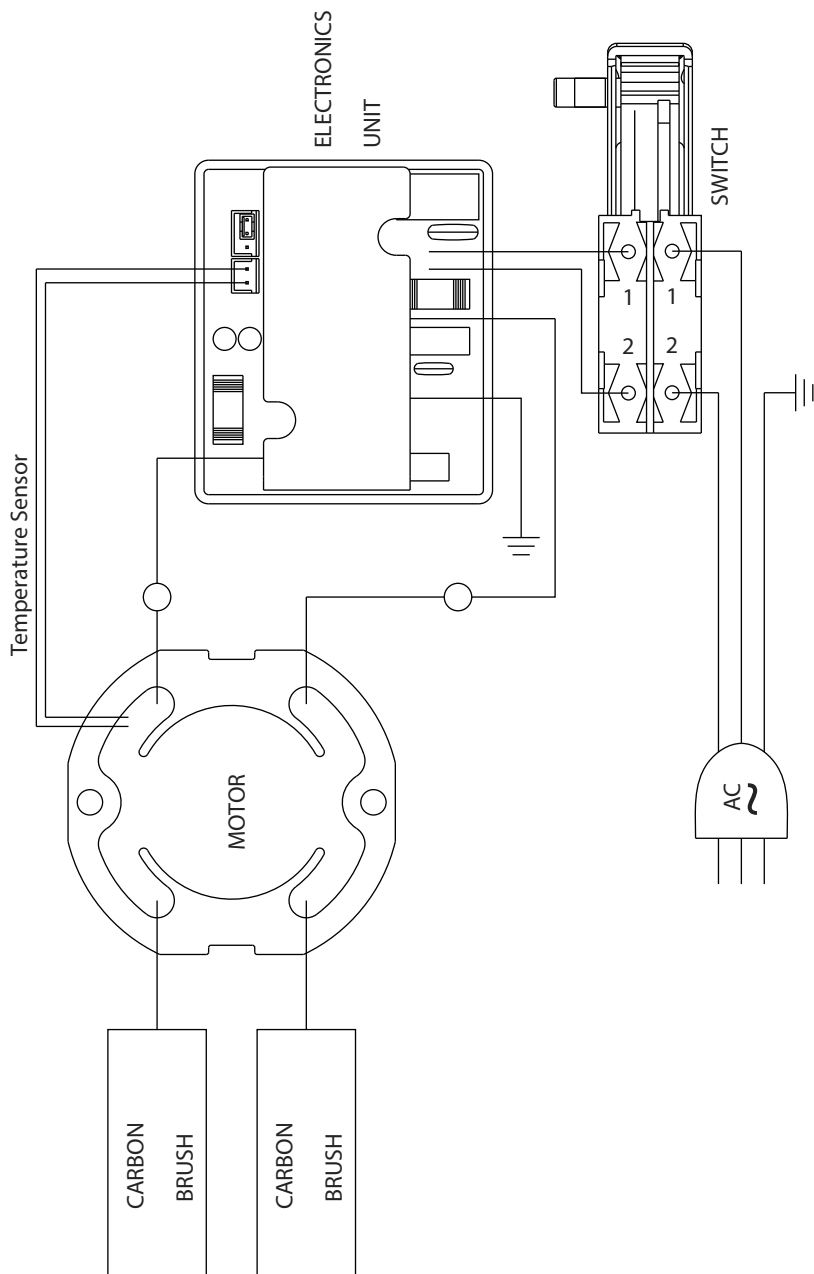 ELECTRONICS
UNIT
SWITCH
1
1
2
2
Temperature Sensor
MOTOR
AC
~
CARBON
BRUSH
CARBON
BRUSH